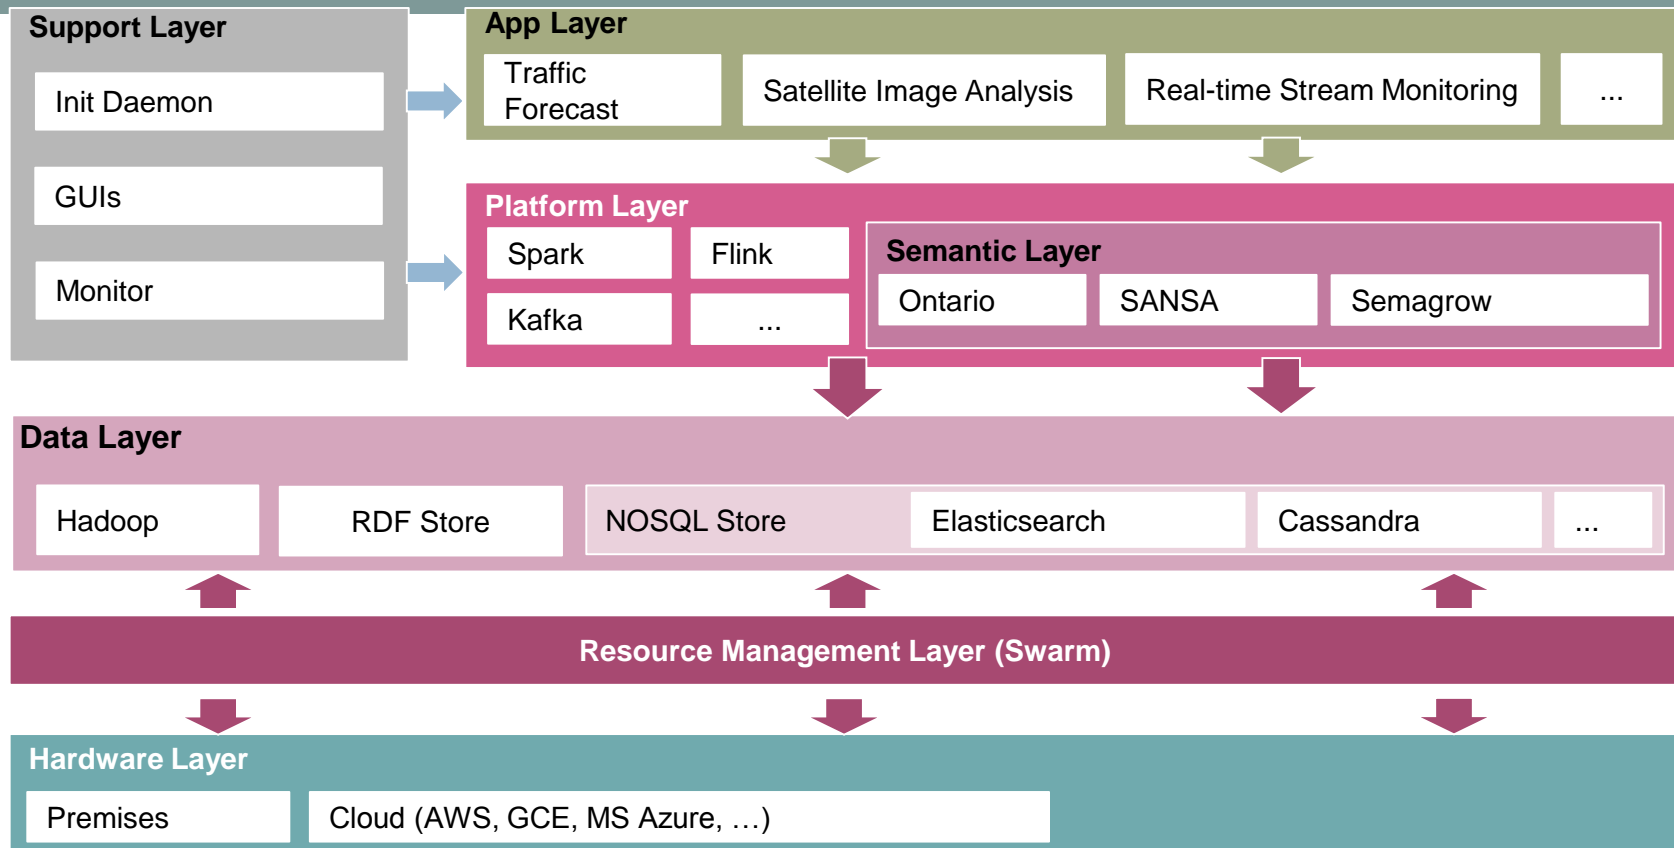 Support Layer
Init Daemon
GUIs
Monitor
App Layer
Traffic
Forecast
Satellite Image Analysis
Real-time Stream Monitoring
...
Platform Layer
Spark
Flink
Kafka
...
Semantic Layer
Ontario
SANSA
Semagrow
Data Layer
Hadoop
RDF Store
NOSQL Store
Elasticsearch
Cassandra
...
Resource Management Layer (Swarm)
Hardware Layer
Premises
Cloud (AWS, GCE, MS Azure, …)